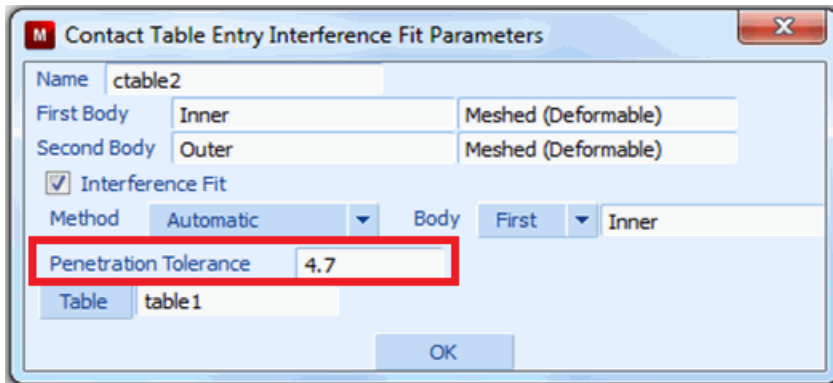 M Contact Table Entry Interference Fit Parameters X
Name ctable2
First Body Inner Meshed (Deformable)
Second Body Outer Meshed (Deformable)
Interference Fit
Method Automatic Body First Inner
Penetration Tolerance 4.7
Table table1
OK